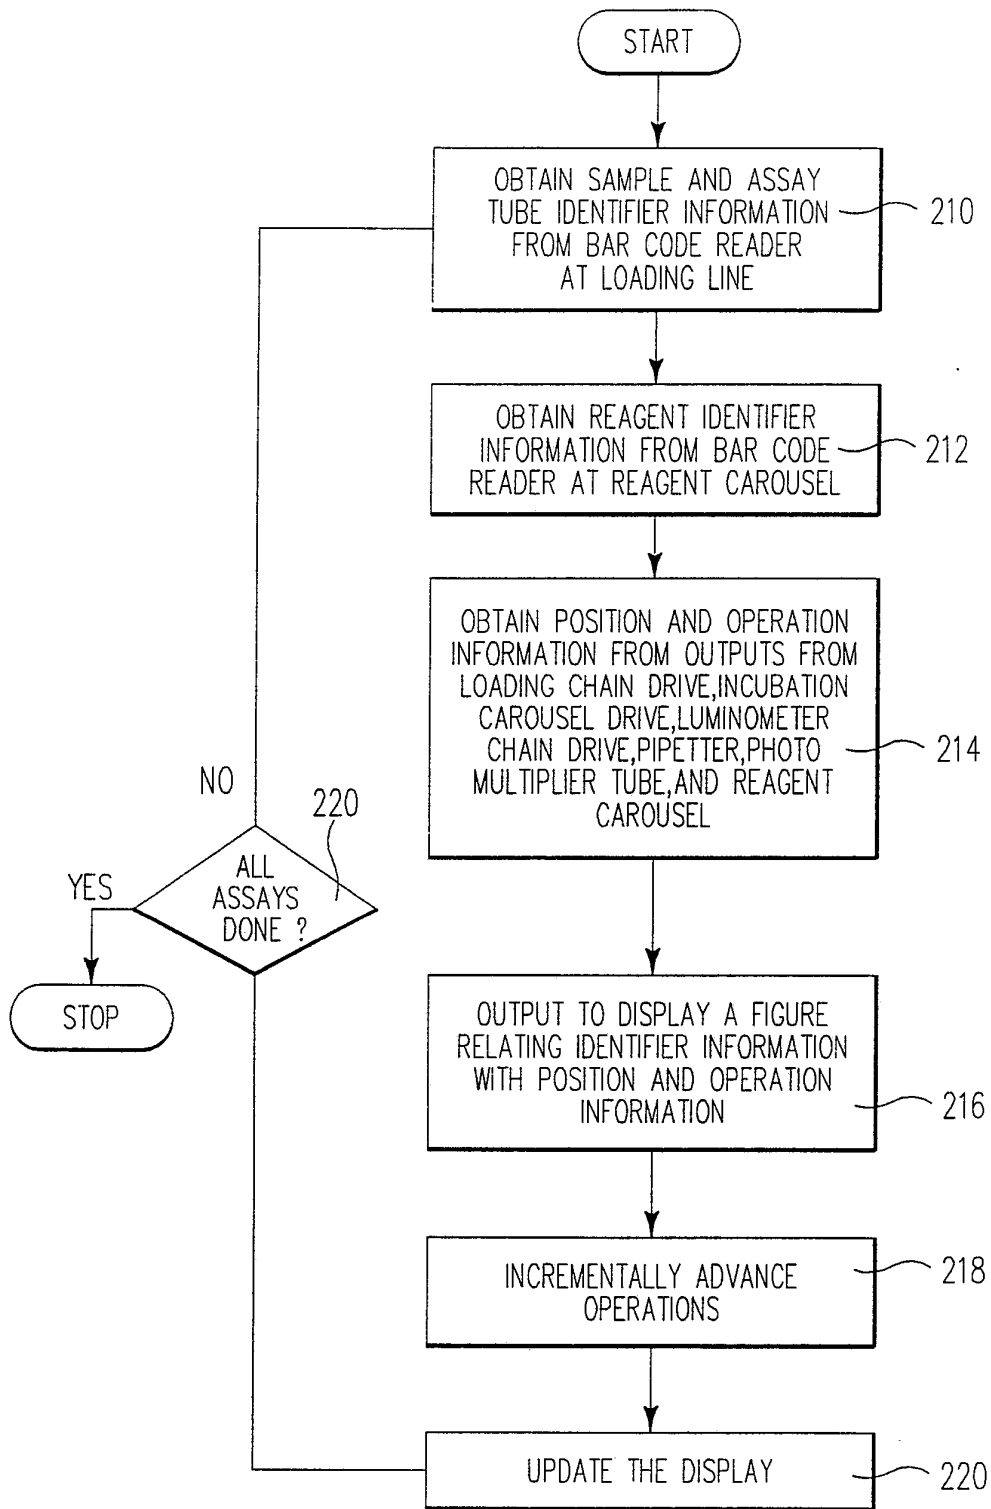 START
OBTAIN SAMPLE AND ASSAY
TUBE IDENTIFIER INFORMATION
FROM BAR CODE READER
AT LOADING LINE
210
OBTAIN REAGENT IDENTIFIER
INFORMATION FROM BAR CODE
READER AT REAGENT CAROUSEL
212
OBTAIN POSITION AND OPERATION
INFORMATION FROM OUTPUTS FROM
LOADING CHAIN DRIVE,INCUBATION
CAROUSEL DRIVE,LUMINOMETER
CHAIN DRIVE,PIPETTER,PHOTO
MULTIPLIER TUBE,AND REAGENT
CAROUSEL
214
NO
220
YES
ALL
ASSAYS
DONE ?
STOP
OUTPUT TO DISPLAY A FIGURE
RELATING IDENTIFIER INFORMATION
WITH POSITION AND OPERATION
INFORMATION
216
INCREMENTALLY ADVANCE
OPERATIONS
218
UPDATE THE DISPLAY
220